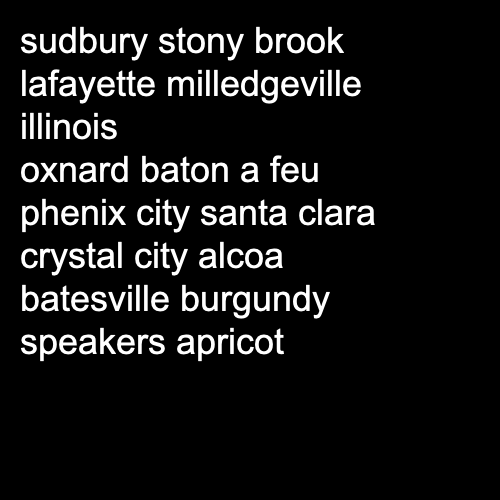 sudbury stony brook
lafayette milledgeville
illinois
oxnard baton a feu
phenix city santa clara
crystal city alcoa
batesville burgundy
speakers apricot